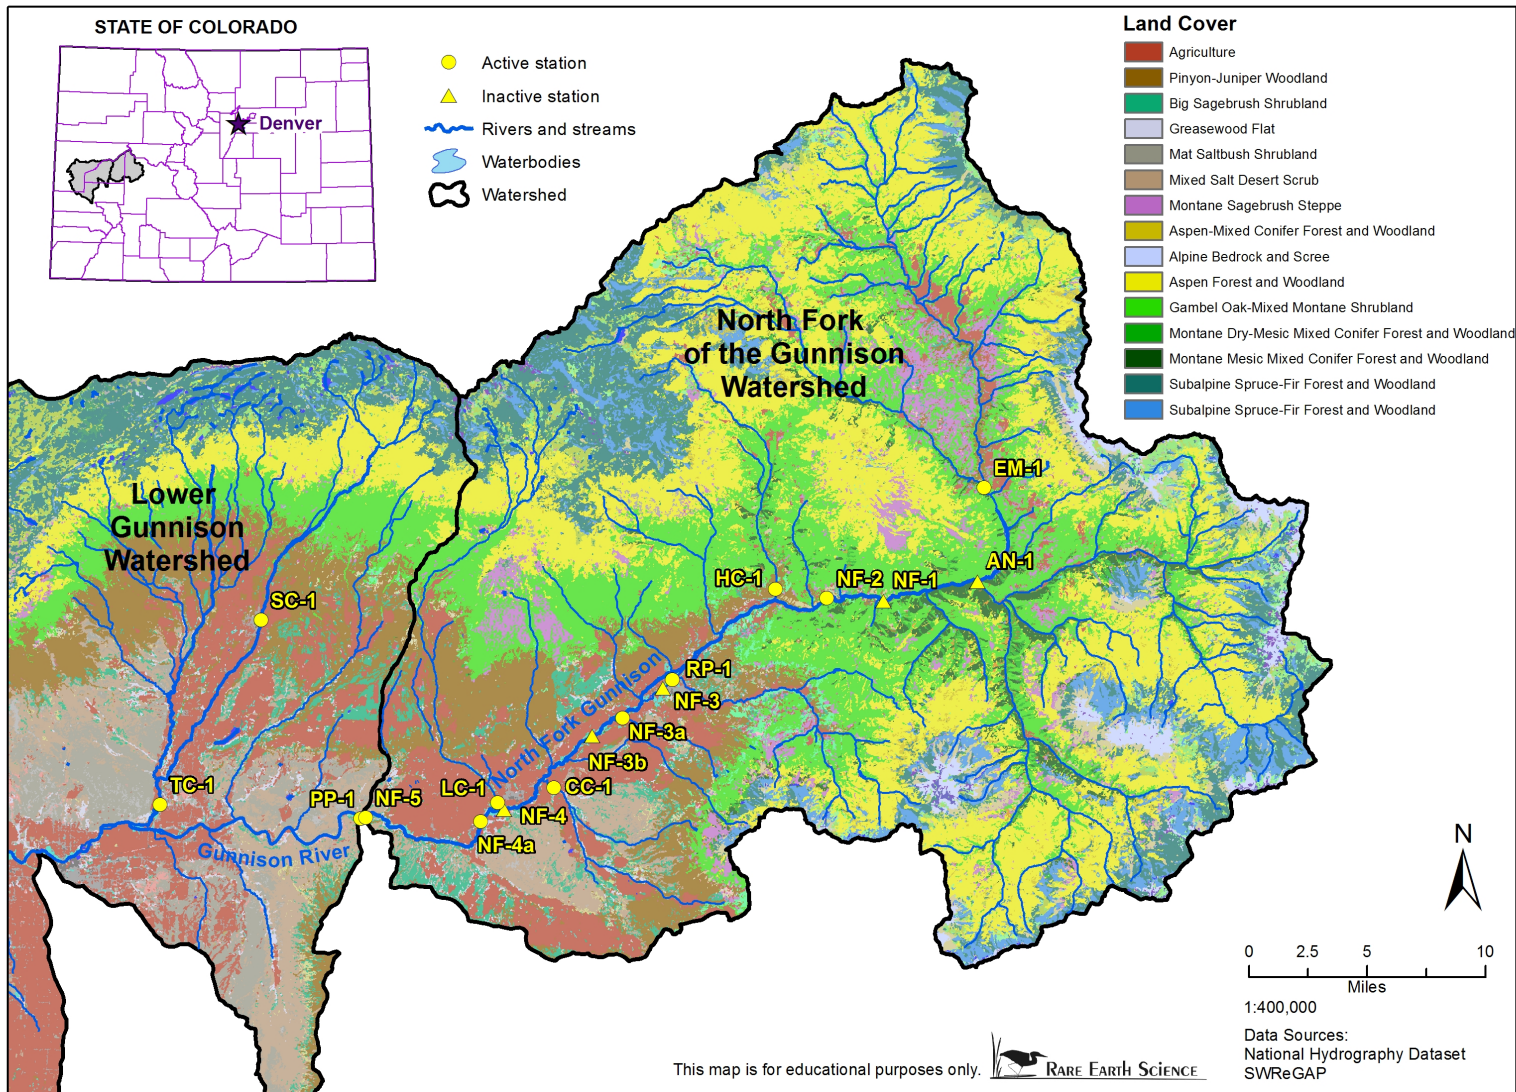 STATE OF COLORADO
Denver
Active station
Inactive station
Rivers and streams
Waterbodies
Watershed
Land Cover
Agriculture
Pinyon-Juniper Woodland
Big Sagebrush Shrubland
Greasewood Flat
Mat Saltbush Shrubland
Mixed Salt Desert Scrub
Montane Sagebrush Steppe
Aspen-Mixed Conifer Forest and Woodland
Alpine Bedrock and Scree
Aspen Forest and Woodland
Gambel Oak-Mixed Montane Shrubland
Montane Dry-Mesic Mixed Conifer Forest and Woodland
Montane Mesic Mixed Conifer Forest and Woodland
Subalpine Spruce-Fir Forest and Woodland
Subalpine Spruce-Fir Forest and Woodland
North Fork
of the Gunnison
Watershed
Lower
Gunnison
Watershed
EM-1
AN-1
HC-1
NF-2
NF-1
SC-1
RP-1
NF-3
North Fork Gunnison
NF-3a
NF-3b
TC-1
PP-1
NF-5
LC-1
CC-1
NF-4
NF-4a
Gunnison River
N
0 2.5 5 10
Miles
1:400,000
Data Sources:
National Hydrography Dataset
SWReGAP
This map is for educational purposes only.
RARE EARTH SCIENCE